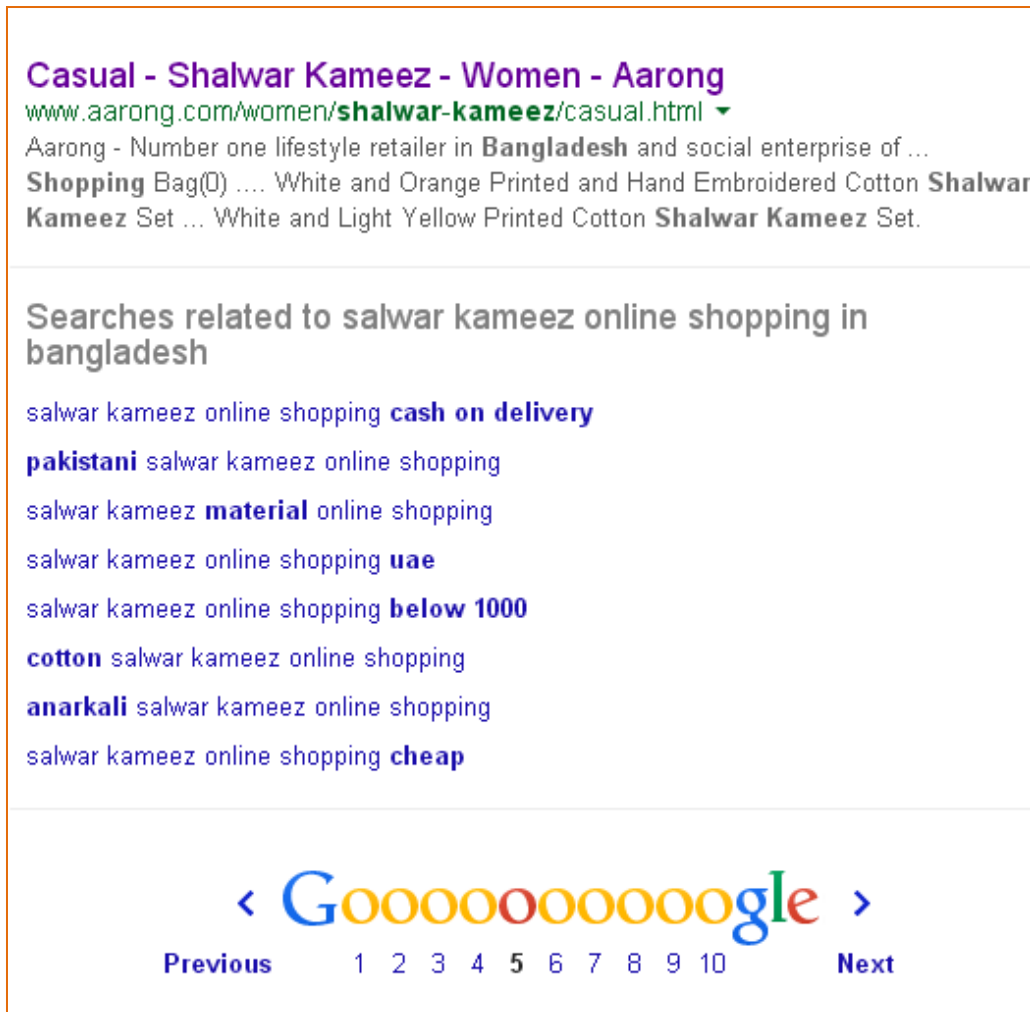 Casual - Shalwar Kameez - Women - Aarong
www.aarong.com/women/shalwar-kameez/casual.html
Aarong - Number one lifestyle retailer in Bangladesh and social enterprise of ...
Shopping Bag(0) .... White and Orange Printed and Hand Embroidered Cotton Shalwar
Kameez Set ... White and Light Yellow Printed Cotton Shalwar Kameez Set.
Searches related to salwar kameez online shopping in
bangladesh
salwar kameez online shopping cash on delivery
pakistani salwar kameez online shopping
salwar kameez material online shopping
salwar kameez online shopping uae
salwar kameez online shopping below 1000
cotton salwar kameez online shopping
anarkali salwar kameez online shopping
salwar kameez online shopping cheap
< Goooooooooogle >
Previous 1 2 3 4 5 6 7 8 9 10 Next